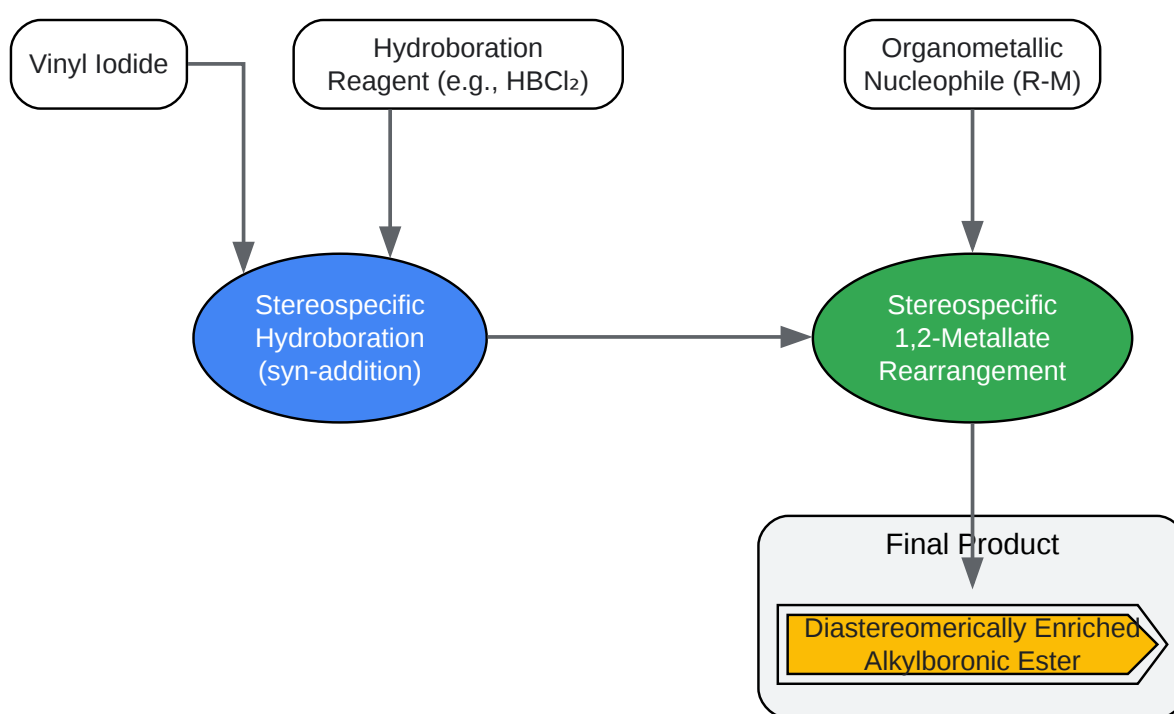 Vinyl Iodide
Hydroboration
Reagent (e.g., HBCl₂)
Organometallic
Nucleophile (R-M)
Stereospecific
Hydroboration
(syn-addition)
Stereospecific
1,2-Metallate
Rearrangement
Final Product
Diastereomerically Enriched
Alkylboronic Ester